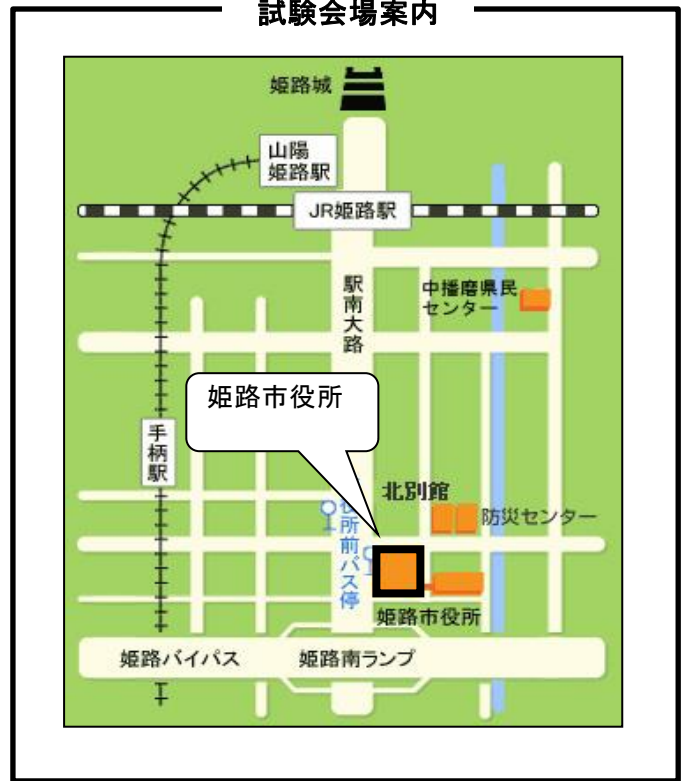 試験会場案内
姫路城
山陽
姫路駅
JR姫路駅
駅南大路
中播磨県民
センター
姫路市役所
手柄駅
北別館
防災センター
役所前バス停
姫路市役所
姫路バイパス
姫路南ランプ